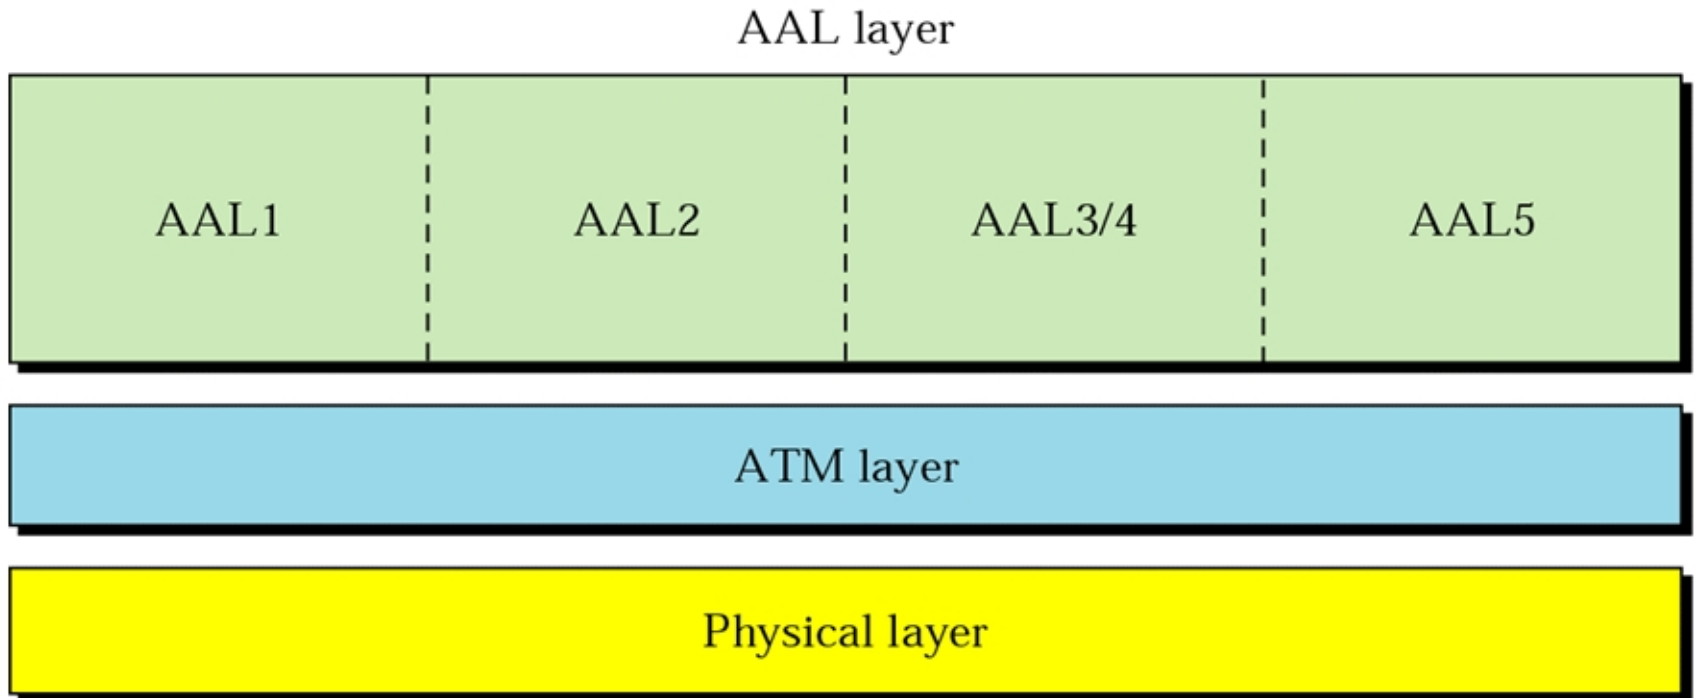 AAL layer
AAL1 AAL2 AAL3/4 AAL5
ATM layer
Physical layer